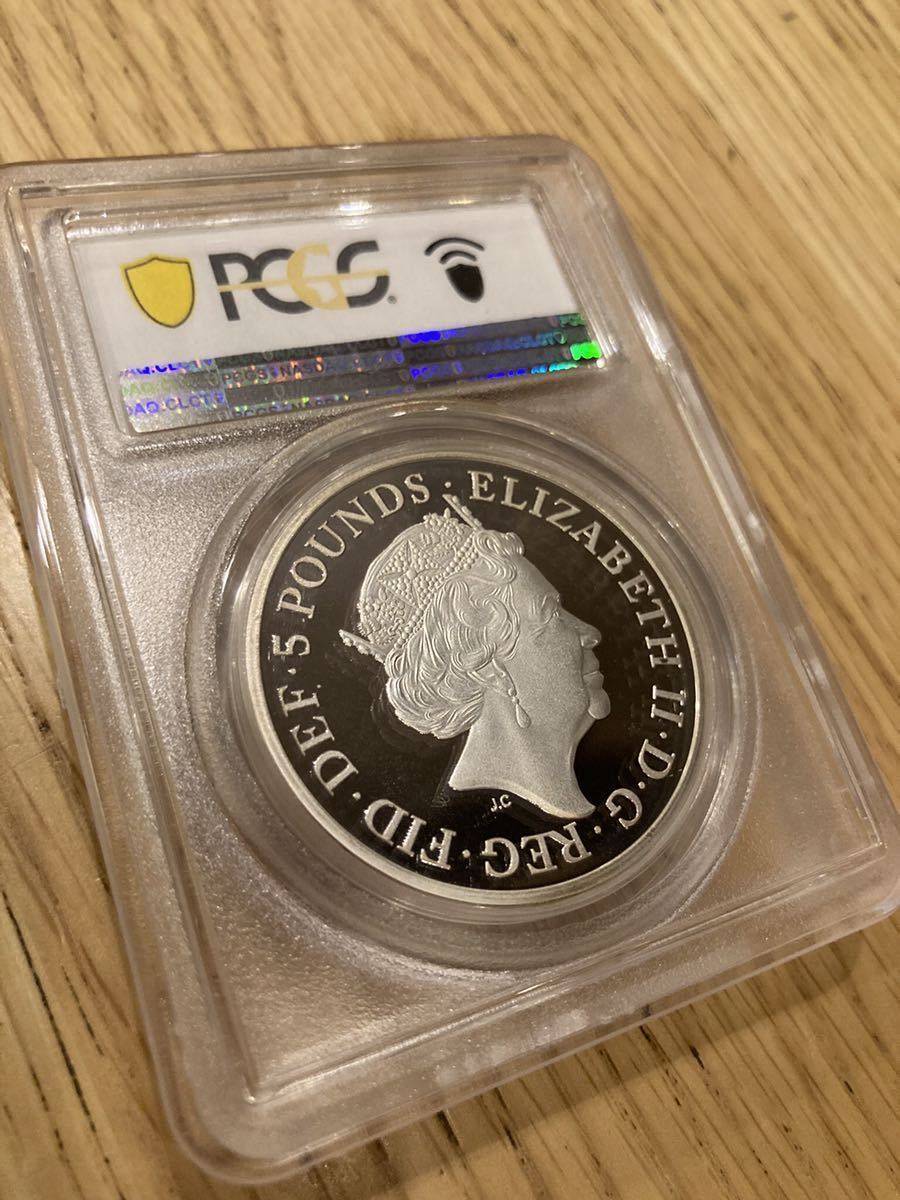 PCGS
ELIZABETH II · D · G · REG · FID · DEF · 5 POUNDS ·
J.C